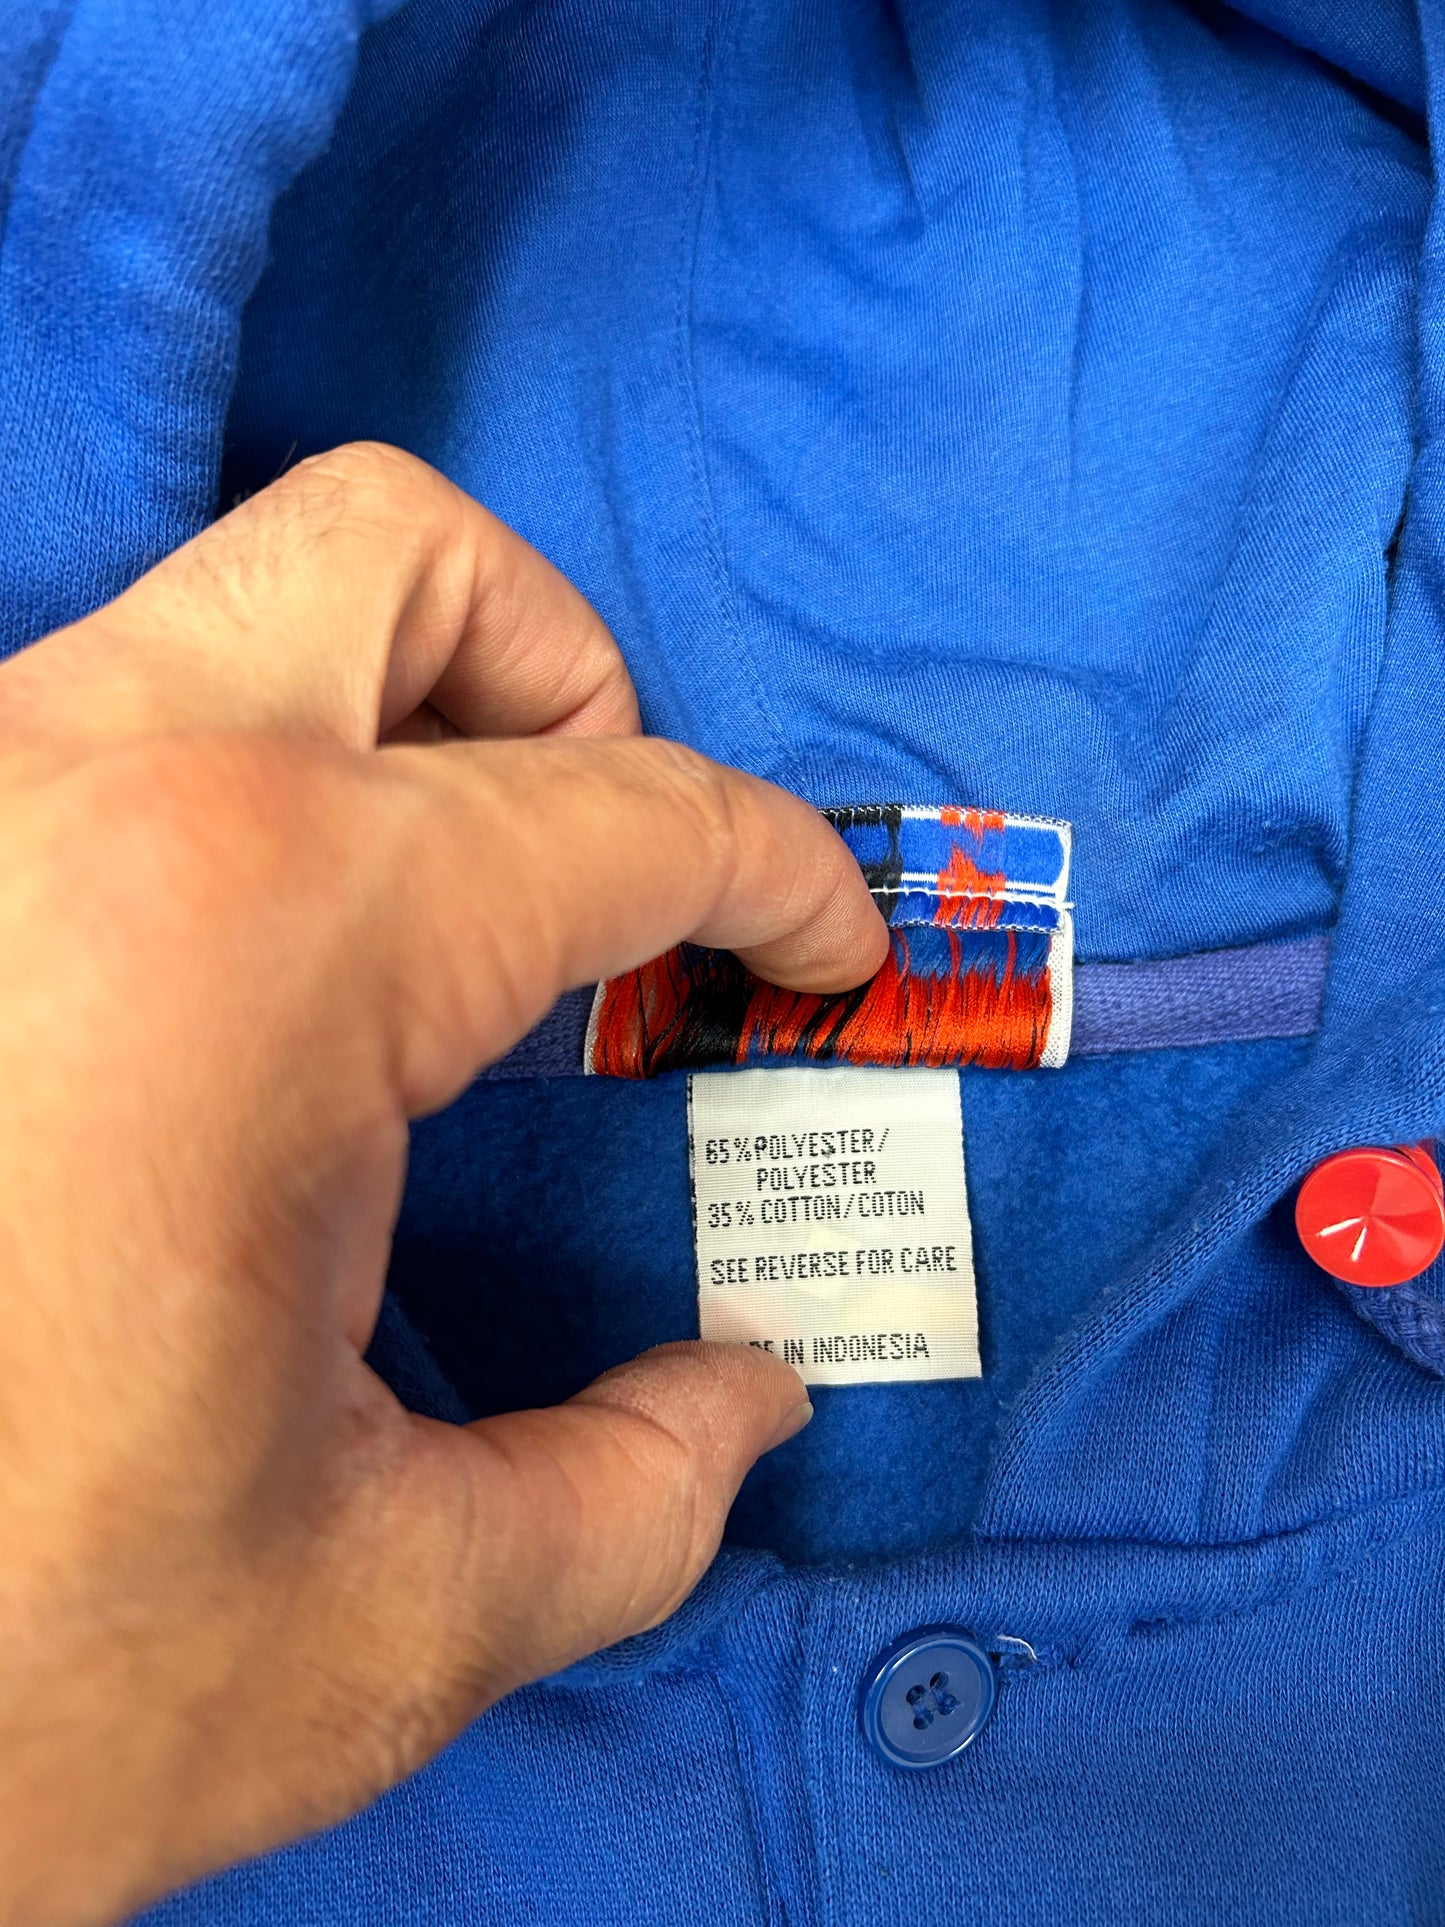 65% POLYESTER/
POLYESTER
35% COTTON/COTON
SEE REVERSE FOR CARE
IN INDONESIA